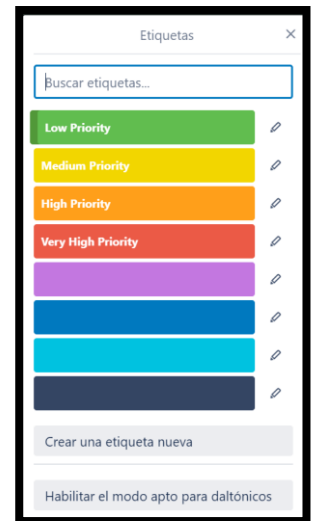 Etiquetas
Buscar etiquetas...
Low Priority
Medium Priority
High Priority
Very High Priority
Crear una etiqueta nueva
Habilitar el modo apto para daltónicos